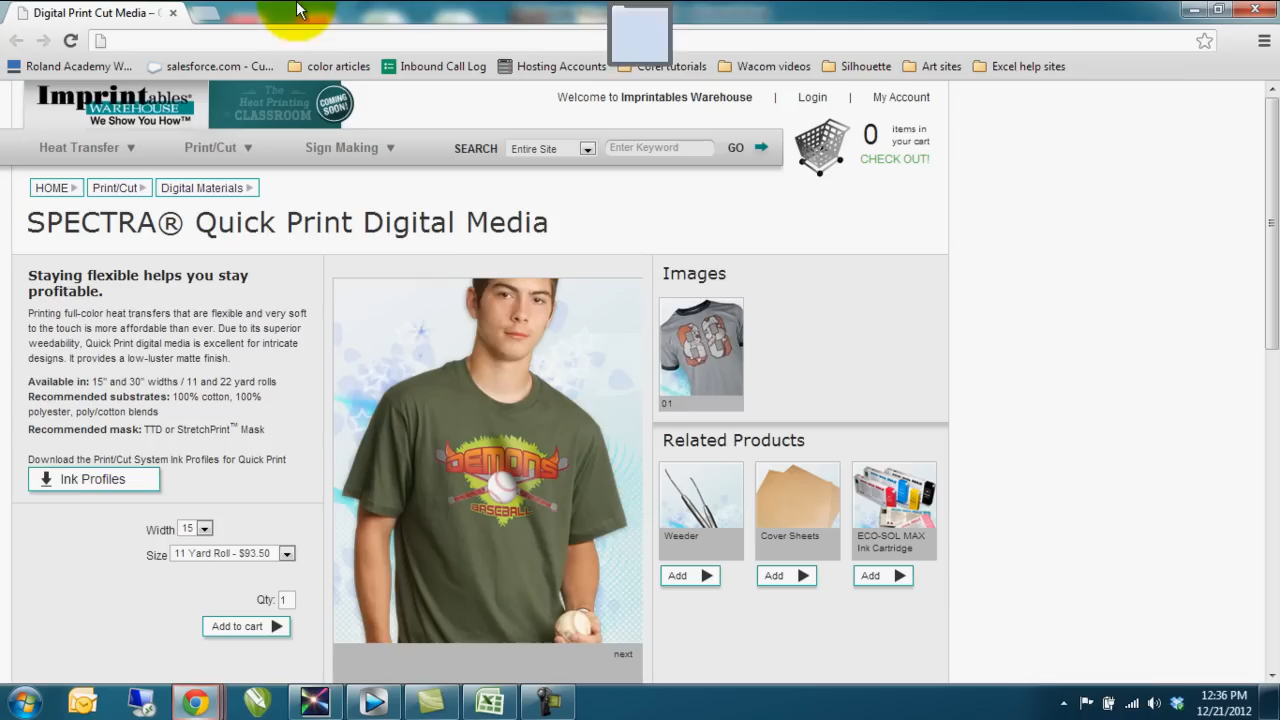 Digital Print Cut Media –
Roland Academy W...
salesforce.com - Cu...
color articles
Inbound Call Log
Hosting Accounts
Corel tutorials
Wacom videos
Silhouette
Art sites
Excel help sites
Imprintables
WAREHOUSE
We Show You How™
The
Heat Printing
CLASSROOM
COMING
SOON!
Welcome to Imprintables Warehouse | Login | My Account
Heat Transfer
Print/Cut
Sign Making
SEARCH
Entire Site
Enter Keyword
GO
0
items in
your cart
CHECK OUT!
HOME
Print/Cut
Digital Materials
SPECTRA® Quick Print Digital Media
Staying flexible helps you stay
profitable.
Printing full-color heat transfers that are flexible and very soft
to the touch is more affordable than ever. Due to its superior
weedability, Quick Print digital media is excellent for intricate
designs. It provides a low-luster matte finish.
Available in: 15" and 30" widths / 11 and 22 yard rolls
Recommended substrates: 100% cotton, 100%
polyester, poly/cotton blends
Recommended mask: TTD or StretchPrint™ Mask
Download the Print/Cut System Ink Profiles for Quick Print
Ink Profiles
Width 15
Size 11 Yard Roll - $93.50
Qty: 1
Add to cart
DEMONS
BASEBALL
next
Images
88
01
Related Products
Weeder
Cover Sheets
ECO-SOL MAX
Ink Cartridge
Add
Add
Add
12:36 PM
12/21/2012